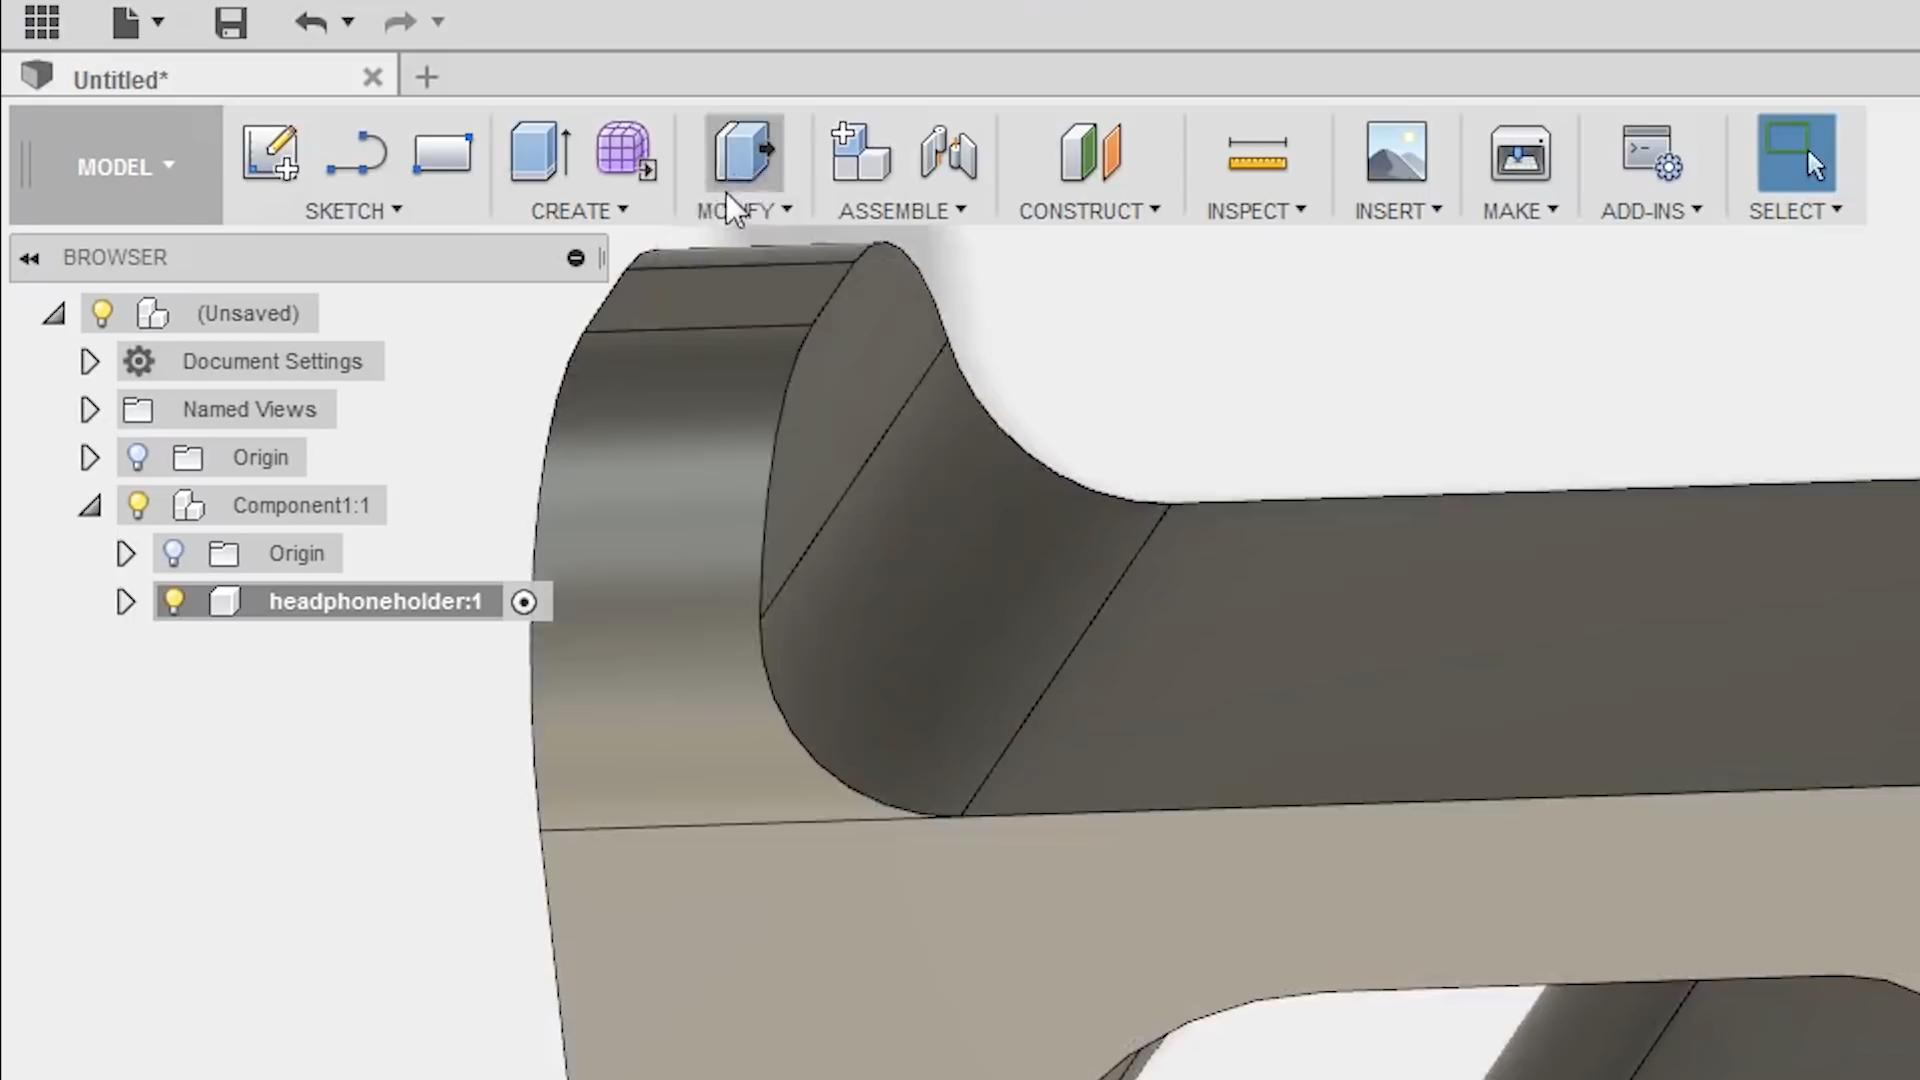 Untitled*
MODEL
SKETCH
CREATE
MODIFY
ASSEMBLE
CONSTRUCT
INSPECT
INSERT
MAKE
ADD-INS
SELECT
BROWSER
(Unsaved)
Document Settings
Named Views
Origin
Component1:1
Origin
headphoneholder:1